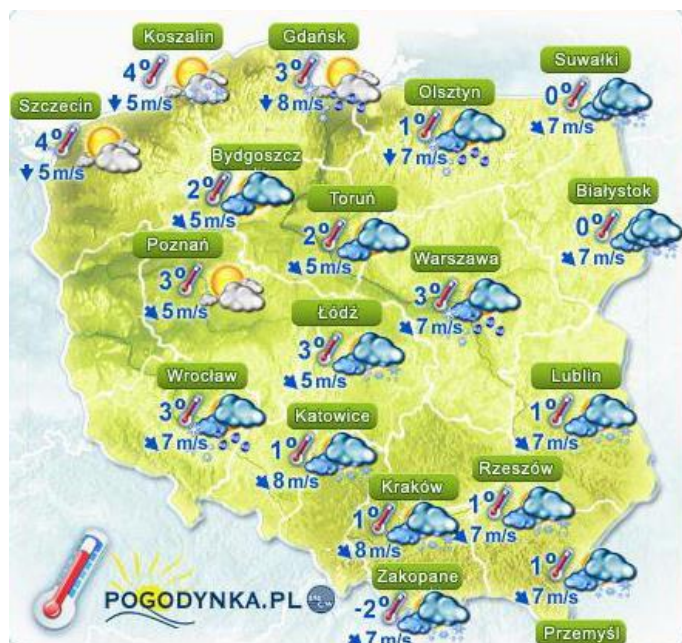 Koszalin
4°
5 m/s
Gdańsk
3°
8 m/s
Suwałki
0°
7 m/s
Szczecin
4°
5 m/s
Olsztyn
1°
7 m/s
Bydgoszcz
2°
5 m/s
Toruń
2°
5 m/s
Białystok
0°
7 m/s
Poznań
3°
5 m/s
Warszawa
3°
7 m/s
Łódź
3°
5 m/s
Wrocław
3°
7 m/s
Katowice
1°
8 m/s
Lublin
1°
7 m/s
Kraków
1°
8 m/s
Rzeszów
1°
7 m/s
Zakopane
-2°
7 m/s
1°
7 m/s
Przemyśl
POGODYNKA.PL